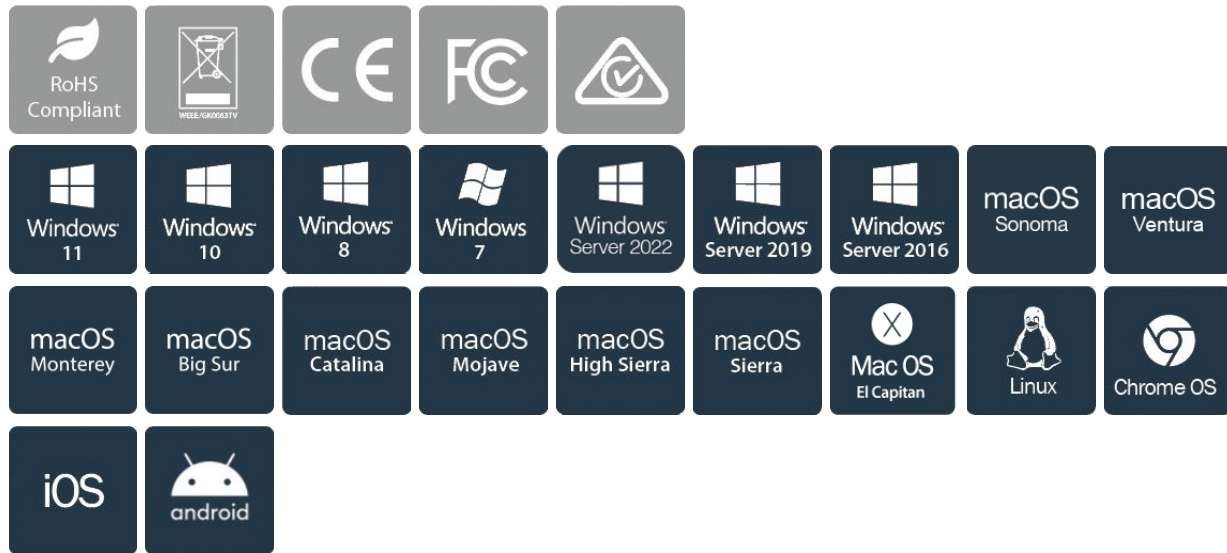 RoHS
Compliant
WEEE/GK0063TV
CE
FC
Windows
11
Windows
10
Windows
8
Windows
7
Windows
Server 2022
Windows
Server 2019
Windows
Server 2016
macOS
Sonoma
macOS
Ventura
macOS
Monterey
macOS
Big Sur
macOS
Catalina
macOS
Mojave
macOS
High Sierra
macOS
Sierra
X
Mac OS
El Capitan
Linux
Chrome OS
iOS
android